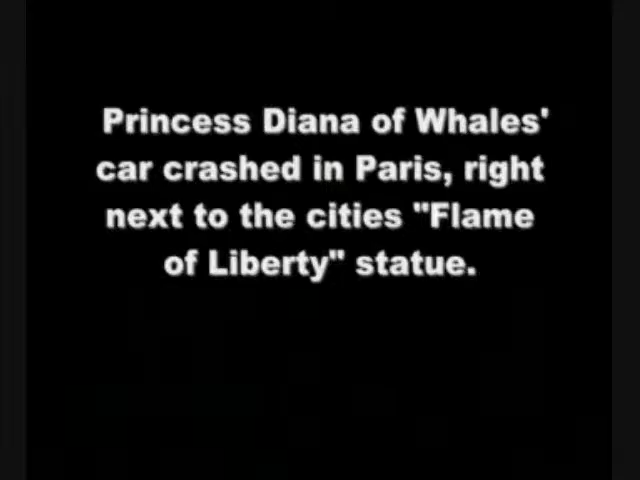 Princess Diana of Whales'
car crashed in Paris, right
next to the cities "Flame
of Liberty" statue.